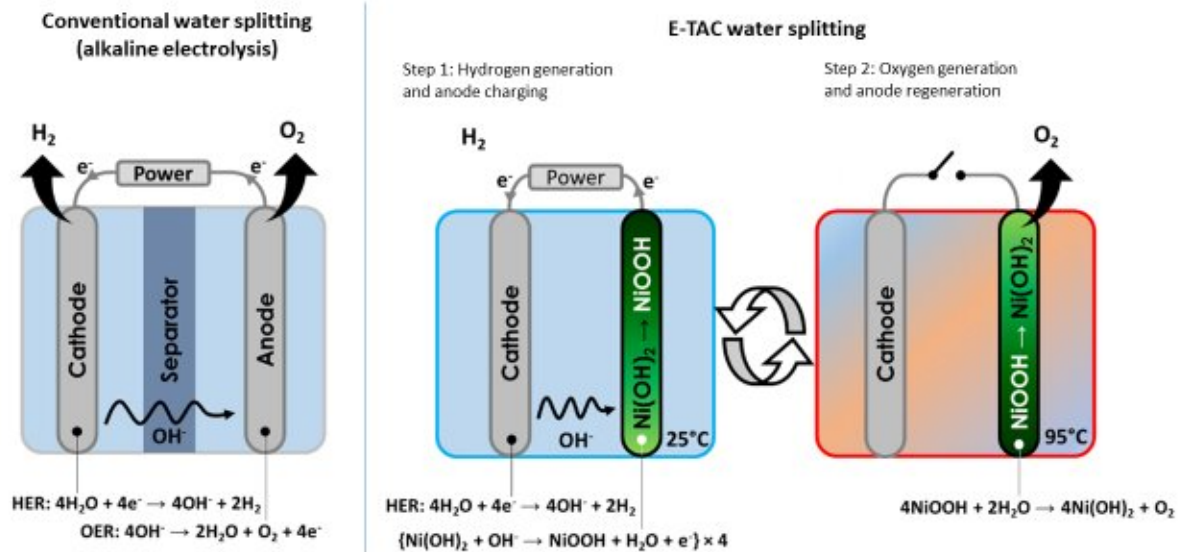 Conventional water splitting
(alkaline electrolysis)
H₂
O₂
e⁻
Power
e⁻
Cathode
Separator
Anode
OH⁻
HER: 4H₂O + 4e⁻ → 4OH⁻ + 2H₂
OER: 4OH⁻ → 2H₂O + O₂ + 4e⁻
E-TAC water splitting
Step 1: Hydrogen generation
and anode charging
H₂
e⁻
Power
e⁻
Cathode
Ni(OH)₂ → NiOOH
OH⁻
25°C
HER: 4H₂O + 4e⁻ → 4OH⁻ + 2H₂
{Ni(OH)₂ + OH⁻ → NiOOH + H₂O + e⁻} × 4
Step 2: Oxygen generation
and anode regeneration
O₂
Cathode
NiOOH → Ni(OH)₂
95°C
4NiOOH + 2H₂O → 4Ni(OH)₂ + O₂